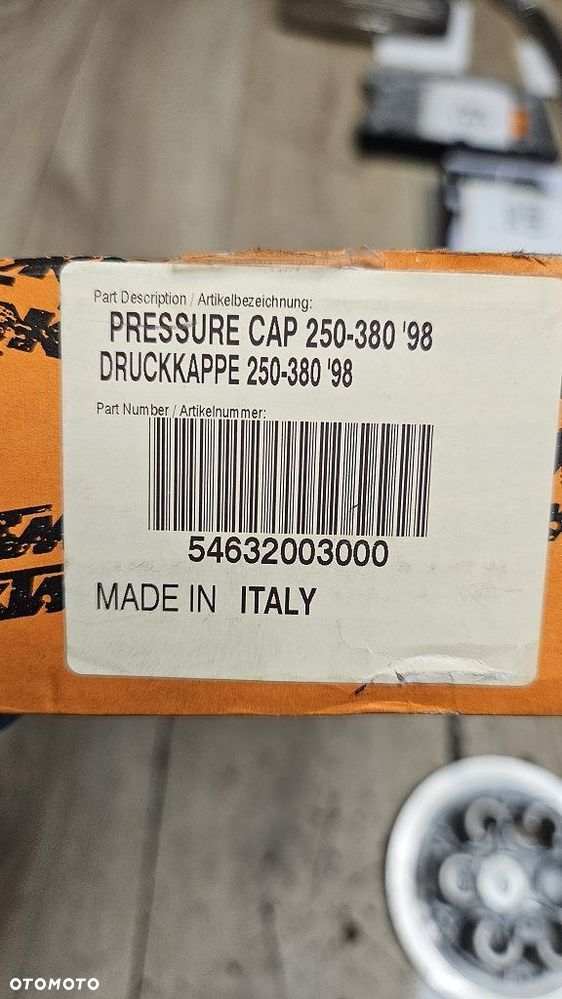 Part Description / Artikelbezeichnung:
PRESSURE CAP 250-380 '98
DRUCKKAPPE 250-380 '98
Part Number / Artikelnummer:
54632003000
MADE IN ITALY
OTOMOTO